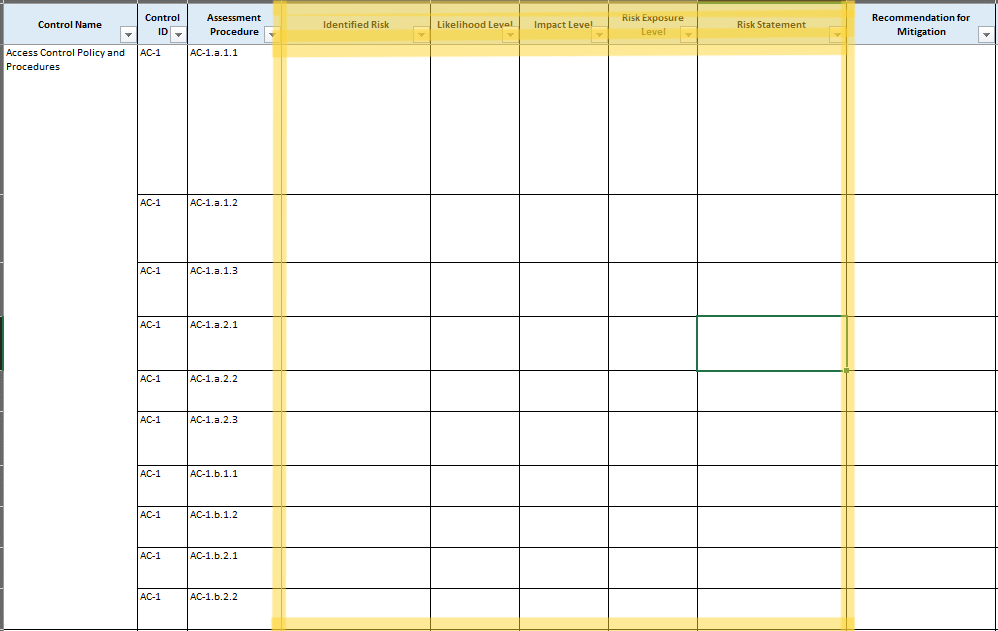 Control Name
Control ID
Assessment Procedure
Identified Risk
Likelihood Level
Impact Level
Risk Exposure Level
Risk Statement
Recommendation for Mitigation
Access Control Policy and Procedures
AC-1 AC-1.a.1.1
AC-1 AC-1.a.1.2
AC-1 AC-1.a.1.3
AC-1 AC-1.a.2.1
AC-1 AC-1.a.2.2
AC-1 AC-1.a.2.3
AC-1 AC-1.b.1.1
AC-1 AC-1.b.1.2
AC-1 AC-1.b.2.1
AC-1 AC-1.b.2.2